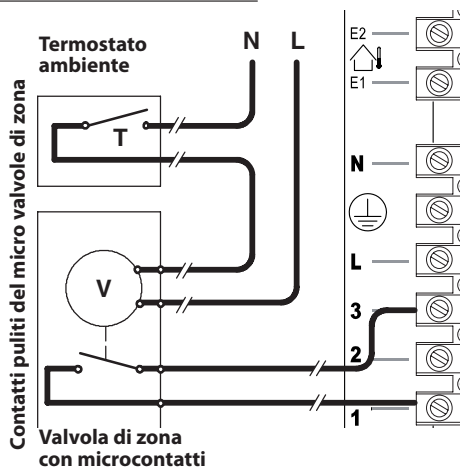 Termostato
ambiente
N L
T
V
Contatti puliti del micro valvole di zona
Valvola di zona
con microcontatti
E2
E1
N
L
3
2
1